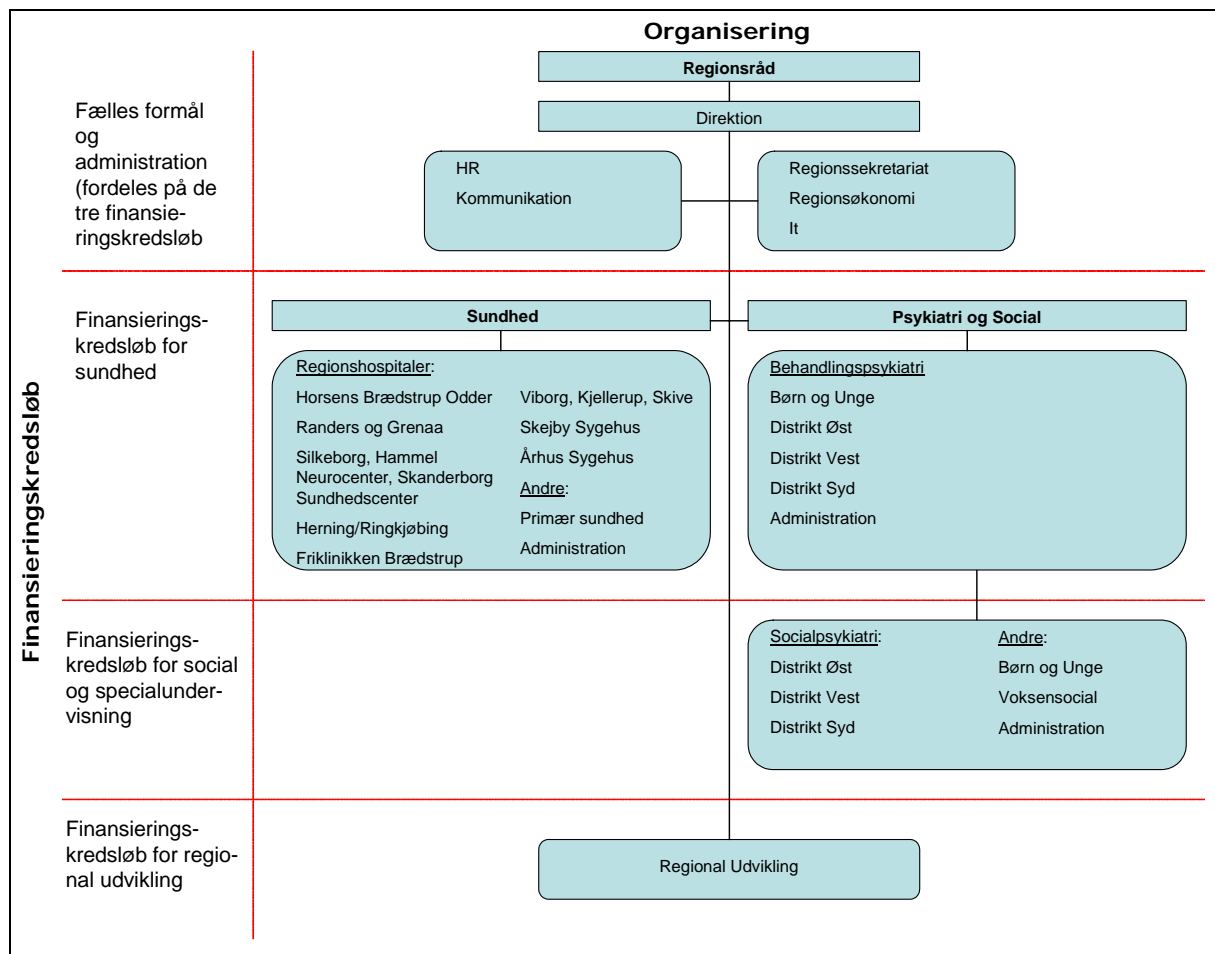 Organisering
Finansieringskredsløb
Fælles formål
og
administration
(fordeles på de
tre finansie-
ringskredsløb
Regionsråd
Direktion
HR
Kommunikation
Regionssekretariat
Regionsøkonomi
It
Finansierings-
kredsløb for
sundhed
Sundhed
Regionshospitaler:
Horsens Brædstrup Odder
Randers og Grenaa
Silkeborg, Hammel
Neurocenter, Skanderborg
Sundhedscenter
Herning/Ringkjøbing
Friklinikken Brædstrup
Viborg, Kjellerup, Skive
Skejby Sygehus
Århus Sygehus
Andre:
Primær sundhed
Administration
Psykiatri og Social
Behandlingspsykiatri
Børn og Unge
Distrikt Øst
Distrikt Vest
Distrikt Syd
Administration
Finansierings-
kredsløb for social
og specialunder-
visning
Socialpsykiatri:
Distrikt Øst
Distrikt Vest
Distrikt Syd
Andre:
Børn og Unge
Voksensocial
Administration
Finansierings-
kredsløb for regio-
nal udvikling
Regional Udvikling